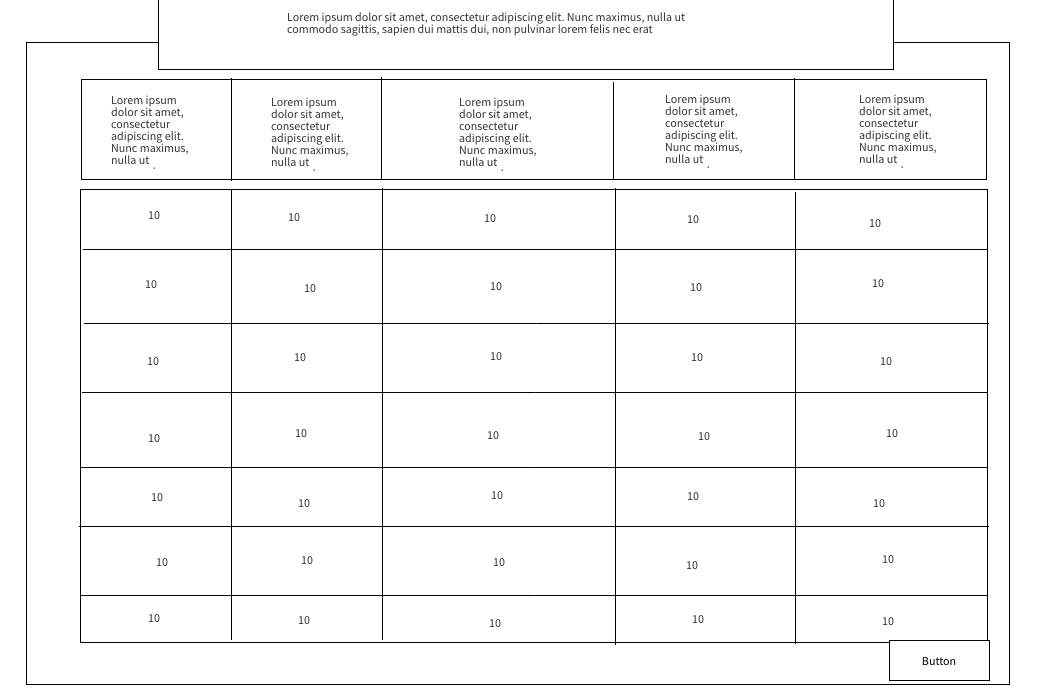 Lorem ipsum dolor sit amet, consectetur adipiscing elit. Nunc maximus, nulla ut
commodo sagittis, sapien dui mattis dui, non pulvinar lorem felis nec erat
Lorem ipsum
dolor sit amet,
consectetur
adipiscing elit.
Nunc maximus,
nulla ut
Lorem ipsum
dolor sit amet,
consectetur
adipiscing elit.
Nunc maximus,
nulla ut
Lorem ipsum
dolor sit amet,
consectetur
adipiscing elit.
Nunc maximus,
nulla ut
Lorem ipsum
dolor sit amet,
consectetur
adipiscing elit.
Nunc maximus,
nulla ut
Lorem ipsum
dolor sit amet,
consectetur
adipiscing elit.
Nunc maximus,
nulla ut
10 10 10 10 10
10 10 10 10 10
10 10 10 10 10
10 10 10 10 10
10 10 10 10 10
10 10 10 10 10
10 10 10 10 10
Button